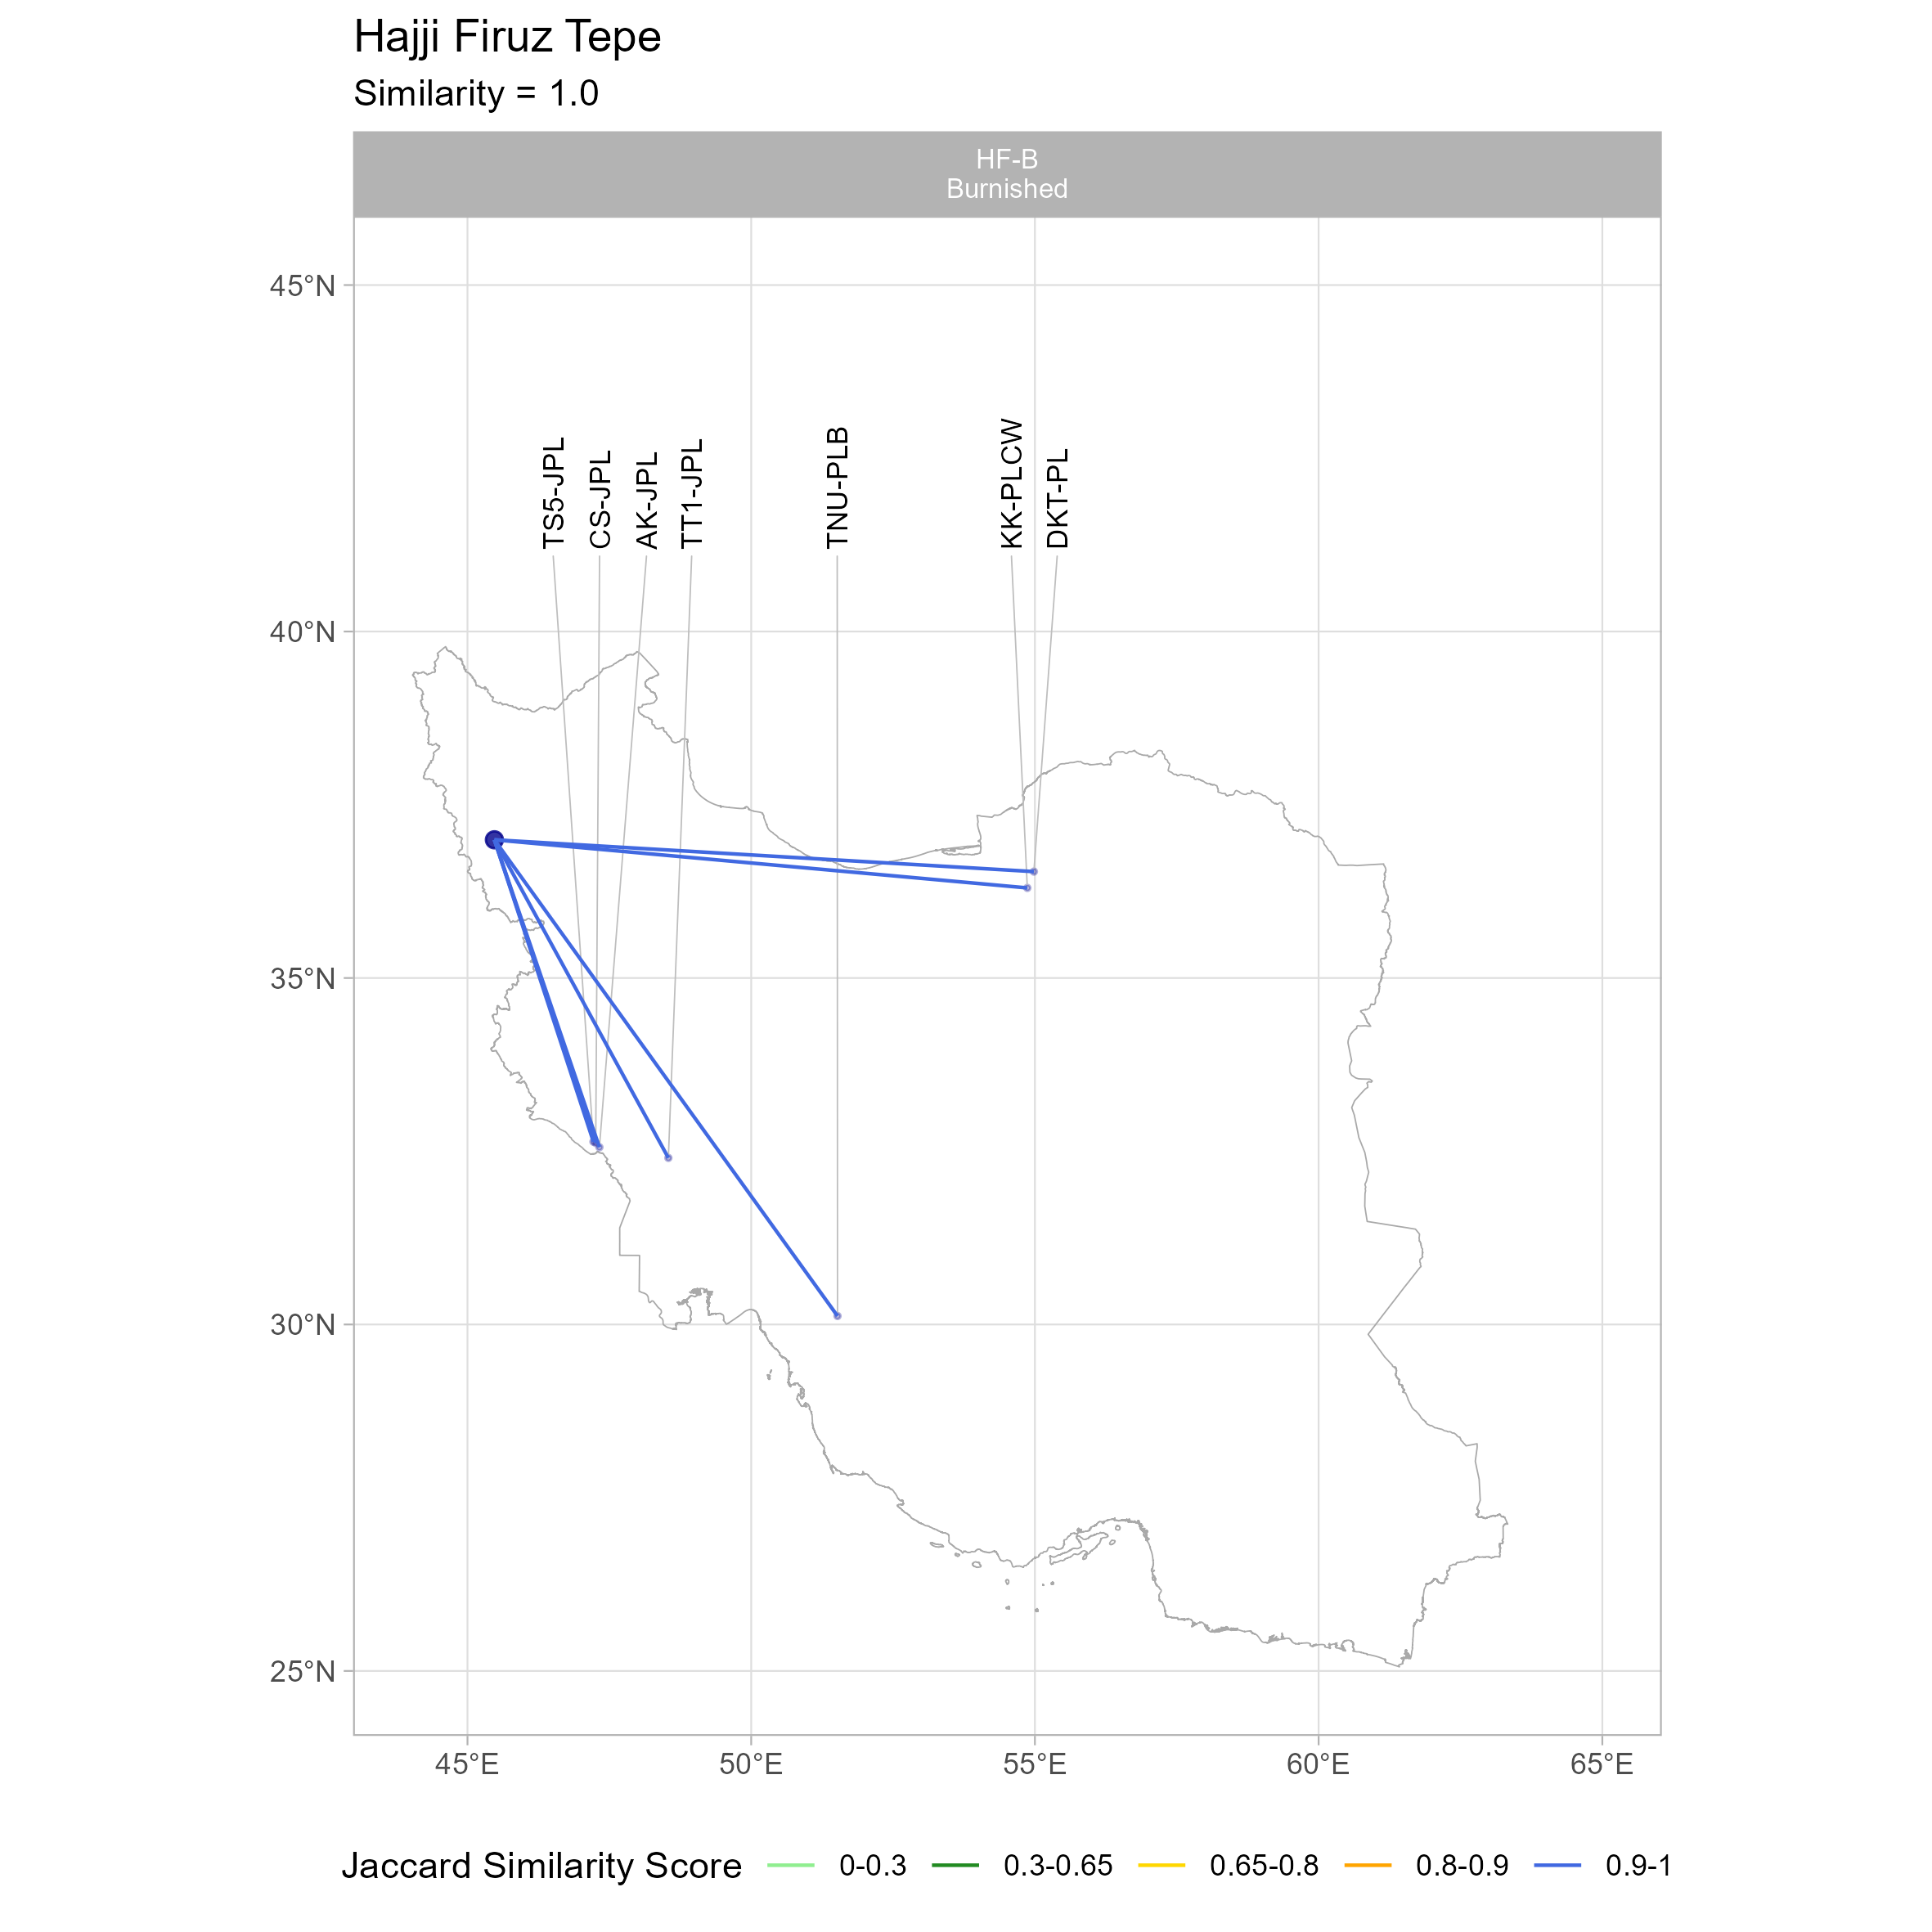 Hajji Firuz Tepe
Similarity = 1.0
HF-B
Burnished
45°N
40°N
35°N
30°N
25°N
TS5-JPL
CS-JPL
AK-JPL
TT1-JPL
TNU-PLB
KK-PLCW
DKT-PL
45°E 50°E 55°E 60°E 65°E
Jaccard Similarity Score 0-0.3 0.3-0.65 0.65-0.8 0.8-0.9 0.9-1